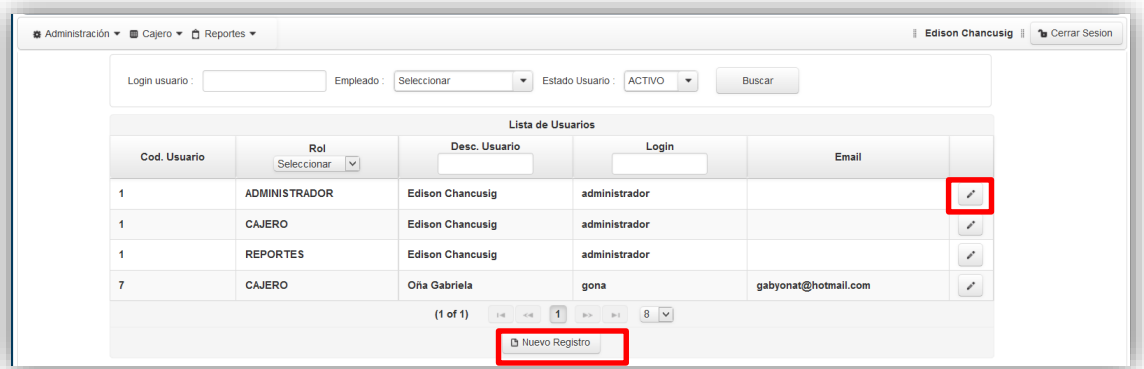 Administración Cajero Reportes Edison Chancusig Cerrar Sesion
Login usuario : Empleado : Seleccionar Estado Usuario : ACTIVO Buscar
Lista de Usuarios
Cod. Usuario Rol Seleccionar Desc. Usuario Login Email
1 ADMINISTRADOR Edison Chancusig administrador
1 CAJERO Edison Chancusig administrador
1 REPORTES Edison Chancusig administrador
7 CAJERO Oña Gabriela gona gabyonat@hotmail.com
(1 of 1) 1 8
Nuevo Registro